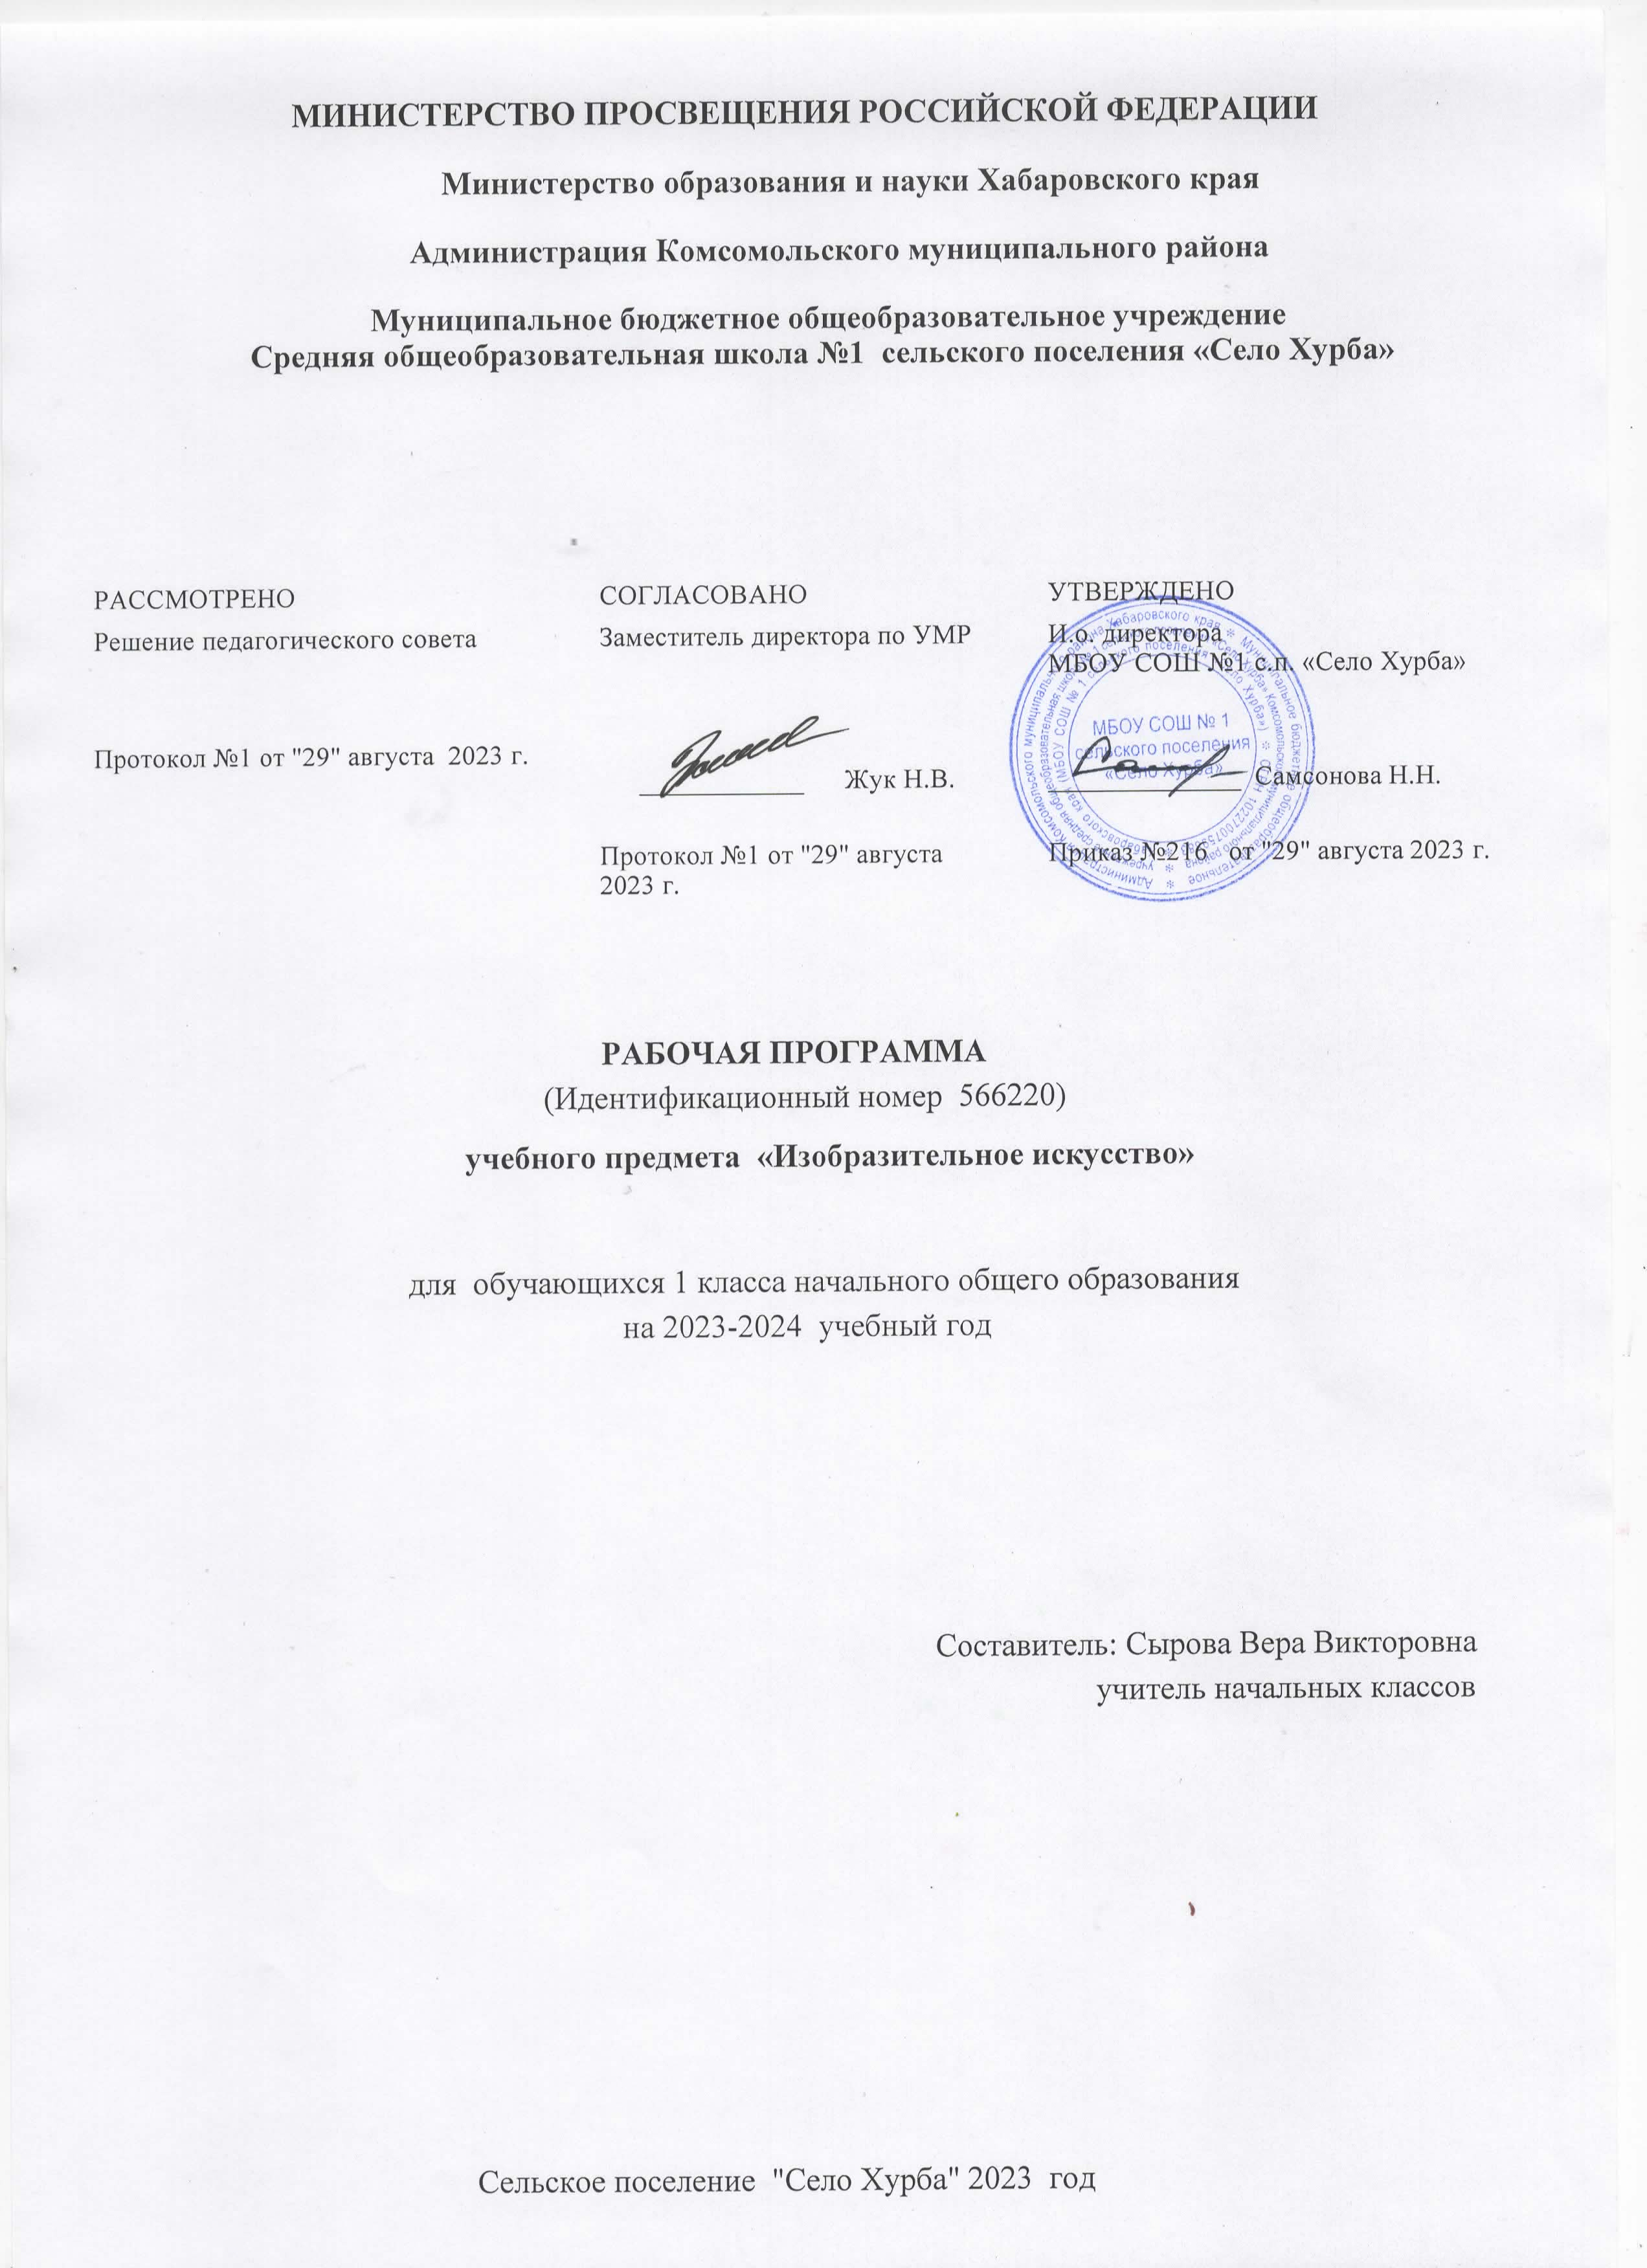 МИНИСТЕРСТВО ПРОСВЕЩЕНИЯ РОССИЙСКОЙ ФЕДЕРАЦИИ
Министерство образования и науки Хабаровского края
Администрация Комсомольского муниципального района
Муниципальное бюджетное общеобразовательное учреждение
Средняя общеобразовательная школа №1 сельского поселения «Село Хурба»
РАССМОТРЕНО
Решение педагогического совета
Протокол №1 от "29" августа 2023 г.
СОГЛАСОВАНО
Заместитель директора по УМР
Жук Н.В.
Протокол №1 от "29" августа
2023 г.
УТВЕРЖДЕНО
И.о. директора
МБОУ СОШ №1 с.п. «Село Хурба»
МБОУ СОШ № 1
сельского поселения
«Село Хурба»
Самсонова Н.Н.
Приказ №216 от "29" августа 2023 г.
РАБОЧАЯ ПРОГРАММА
(Идентификационный номер 566220)
учебного предмета «Изобразительное искусство»
для обучающихся 1 класса начального общего образования
на 2023-2024 учебный год
Составитель: Сырова Вера Викторовна
учитель начальных классов
Сельское поселение "Село Хурба" 2023 год